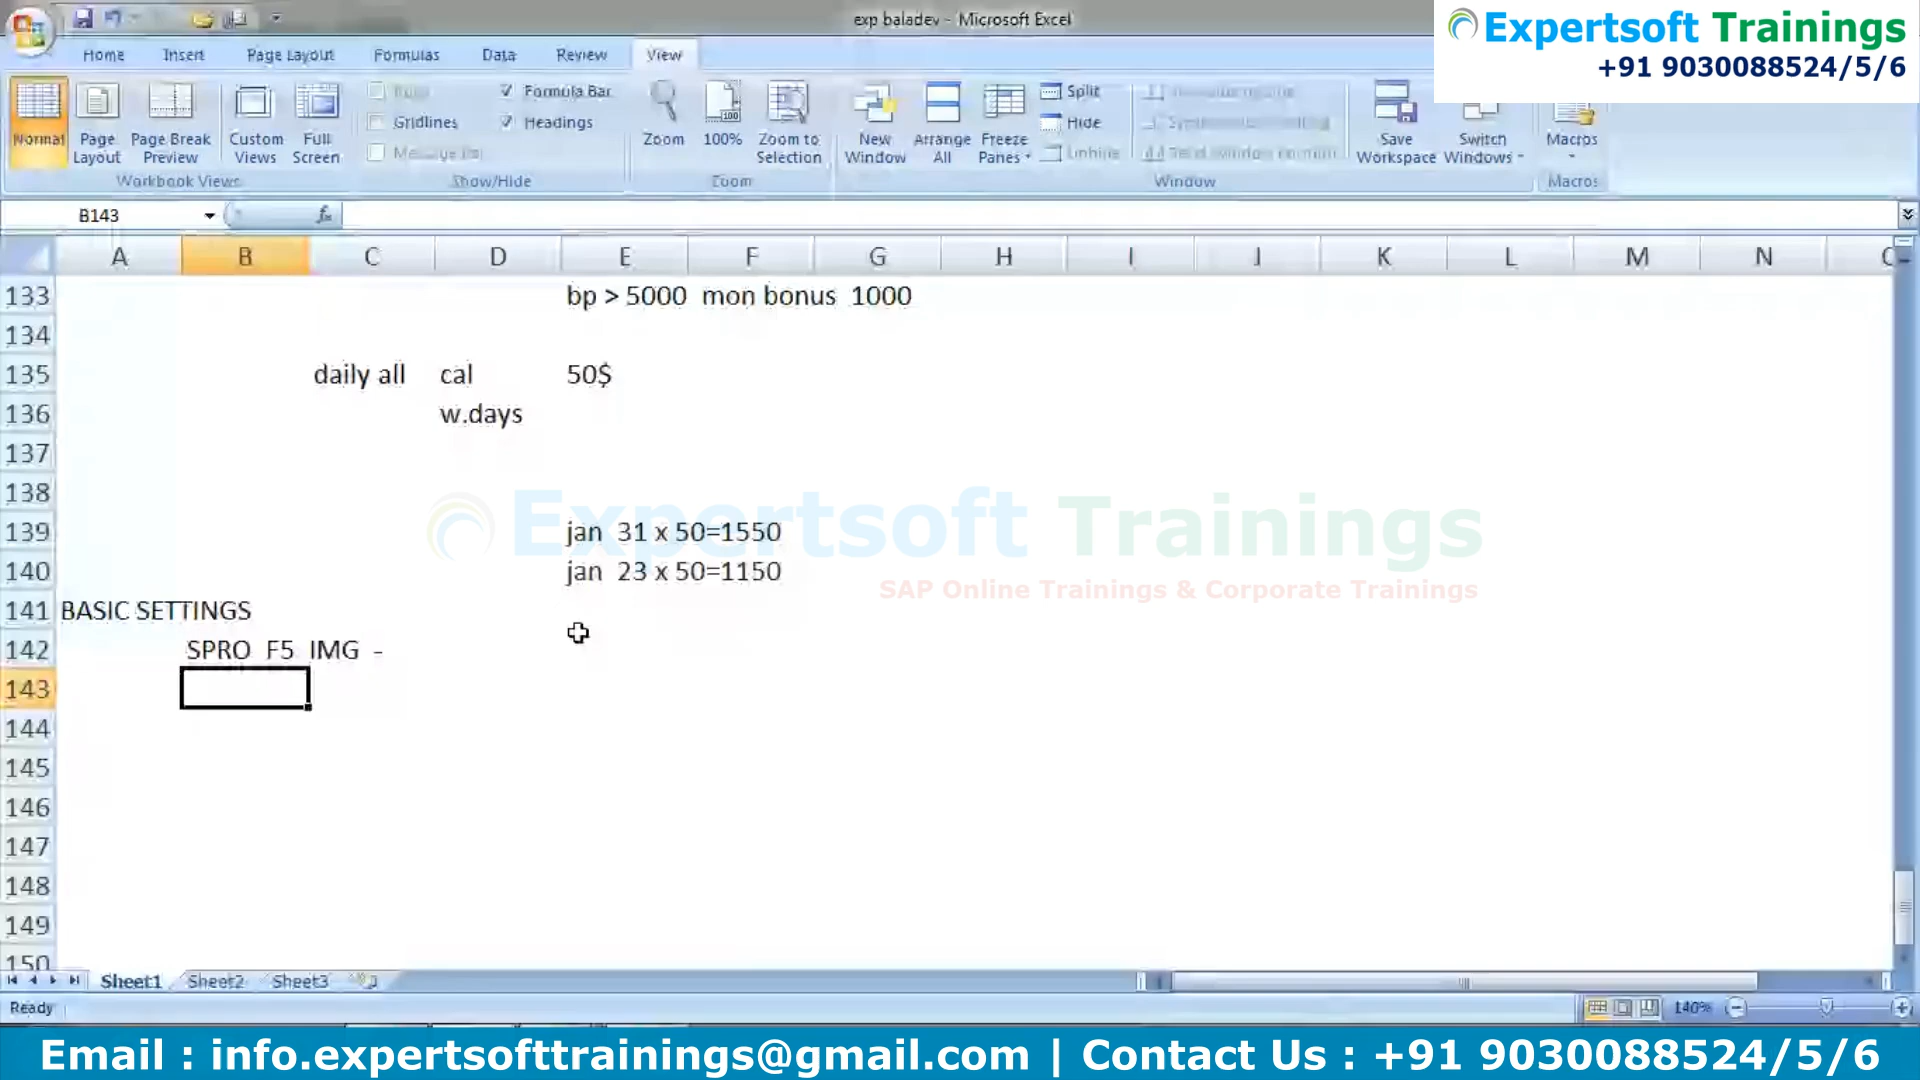 exp baladev - Microsoft Excel
Expertsoft Trainings
+91 9030088524/5/6
Home Insert Page Layout Formulas Data Review View
Normal
Page Layout
Page Break Preview
Custom Views
Full Screen
Workbook Views
Gridlines
Formula Bar
Headings
Show/Hide
Zoom
100%
Zoom to Selection
Zoom
New Window
Arrange All
Freeze Panes
Split
Hide
Unhide
Window
Save Workspace
Switch Windows
Macros
Macros
B143
fx
A B C D E F G H I J K L M N
133 bp > 5000 mon bonus 1000
134
135 daily all cal 50$
136 w.days
137
138
139 jan 31 x 50=1550
140 jan 23 x 50=1150
141 BASIC SETTINGS
142 SPRO F5 IMG -
143
144
145
146
147
148
149
150
Expertsoft Trainings
SAP Online Trainings & Corporate Trainings
Sheet1 Sheet2 Sheet3
Ready
140%
Email : info.expertsofttrainings@gmail.com | Contact Us : +91 9030088524/5/6